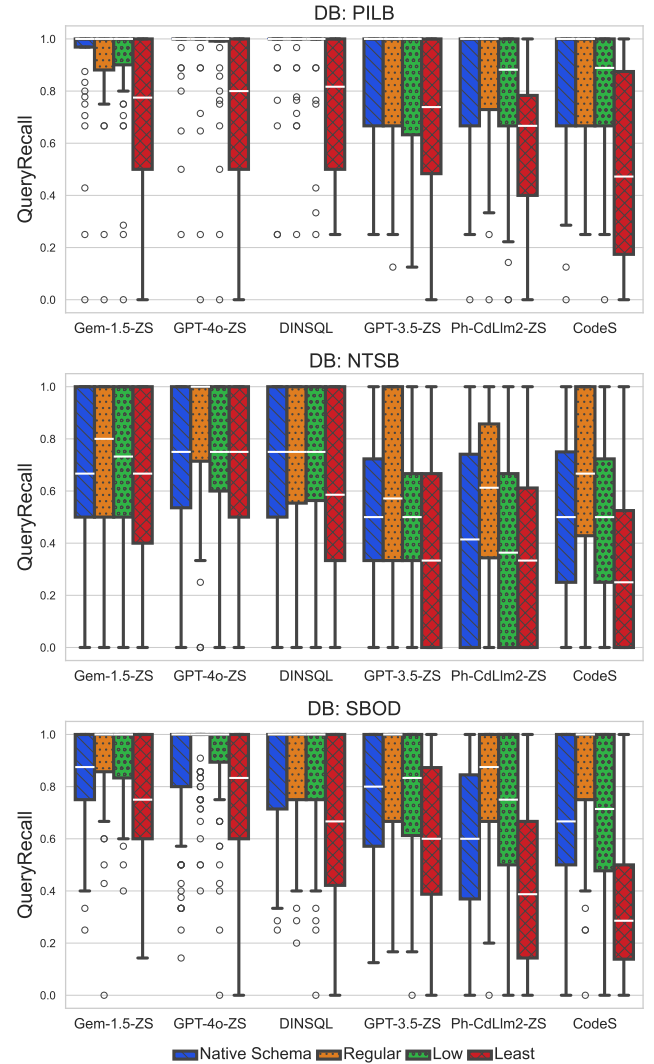 DB: PILB
QueryRecall
1.0
0.8
0.6
0.4
0.2
0.0
Gem-1.5-ZS GPT-4o-ZS DINSQL GPT-3.5-ZS Ph-CdLlm2-ZS CodeS
DB: NTSB
QueryRecall
1.0
0.8
0.6
0.4
0.2
0.0
Gem-1.5-ZS GPT-4o-ZS DINSQL GPT-3.5-ZS Ph-CdLlm2-ZS CodeS
DB: SBOD
QueryRecall
1.0
0.8
0.6
0.4
0.2
0.0
Gem-1.5-ZS GPT-4o-ZS DINSQL GPT-3.5-ZS Ph-CdLlm2-ZS CodeS
Native Schema Regular Low Least